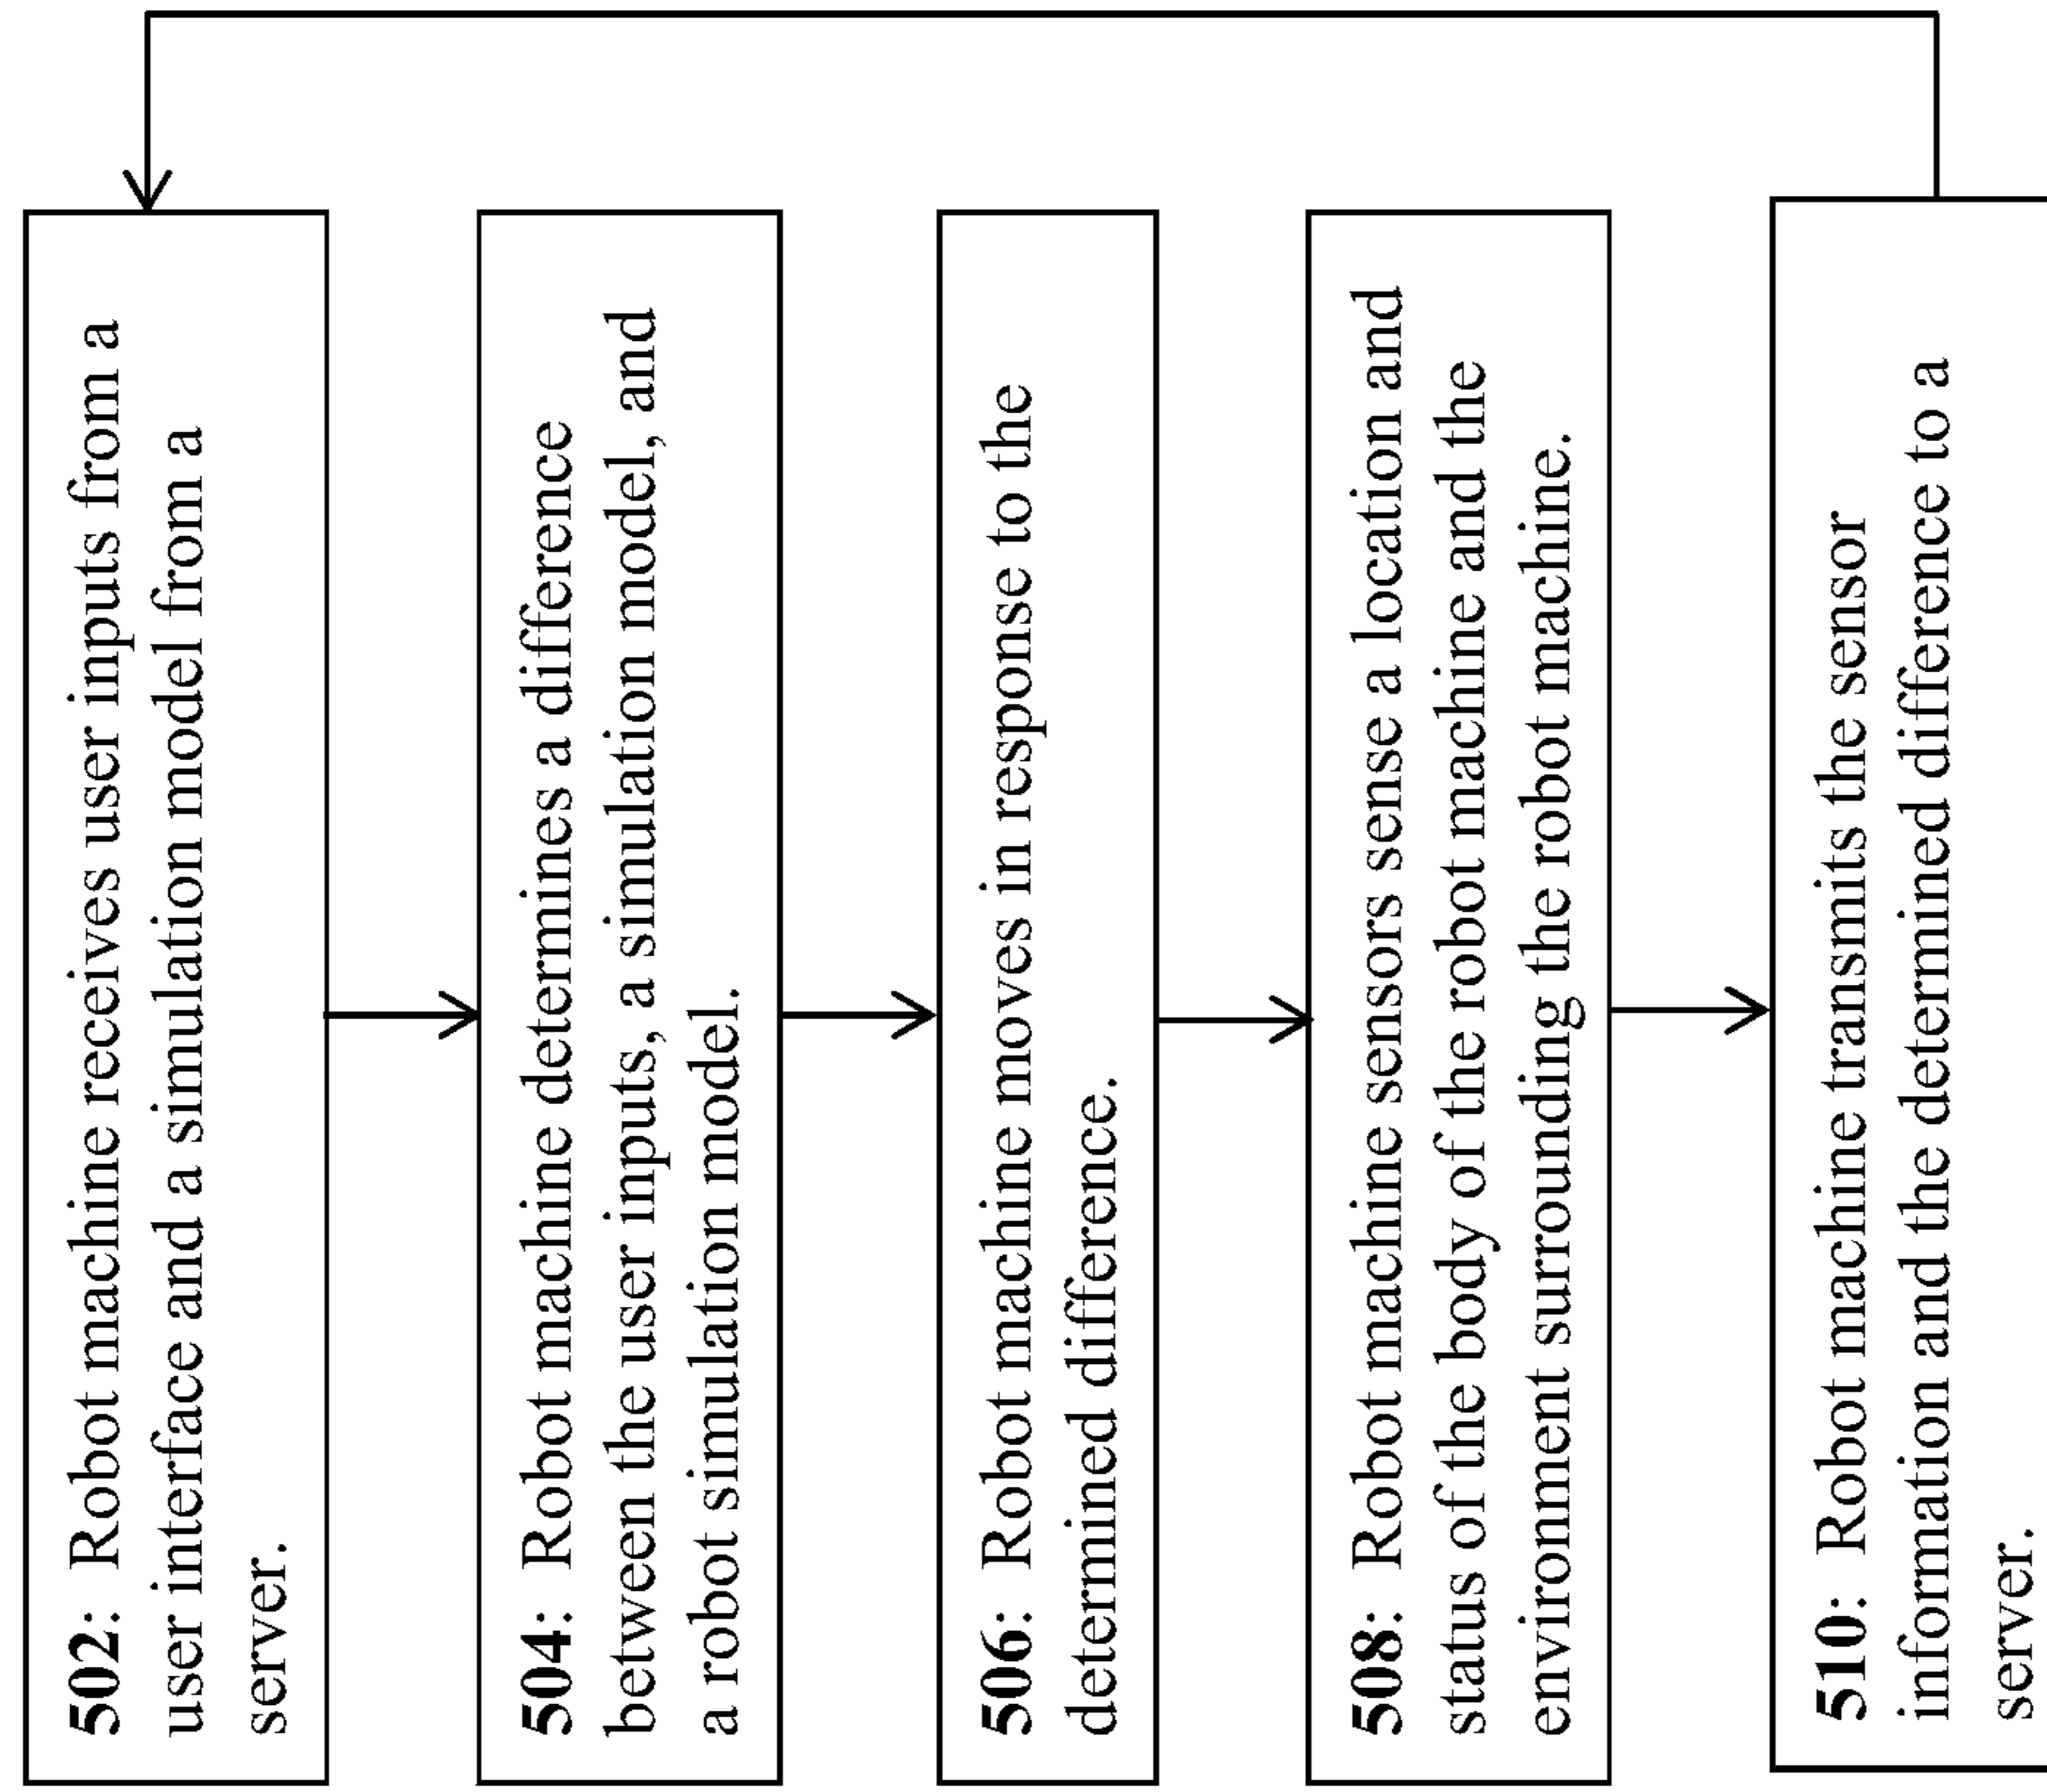 502: Robot machine receives user inputs from a
user interface and a simulation model from a
server.
504: Robot machine determines a difference
between the user inputs, a simulation model, and
a robot simulation model.
506: Robot machine moves in response to the
determined difference.
508: Robot machine sensors sense a location and
status of the body of the robot machine and the
environment surrounding the robot machine.
510: Robot machine transmits the sensor
information and the determined difference to a
server.